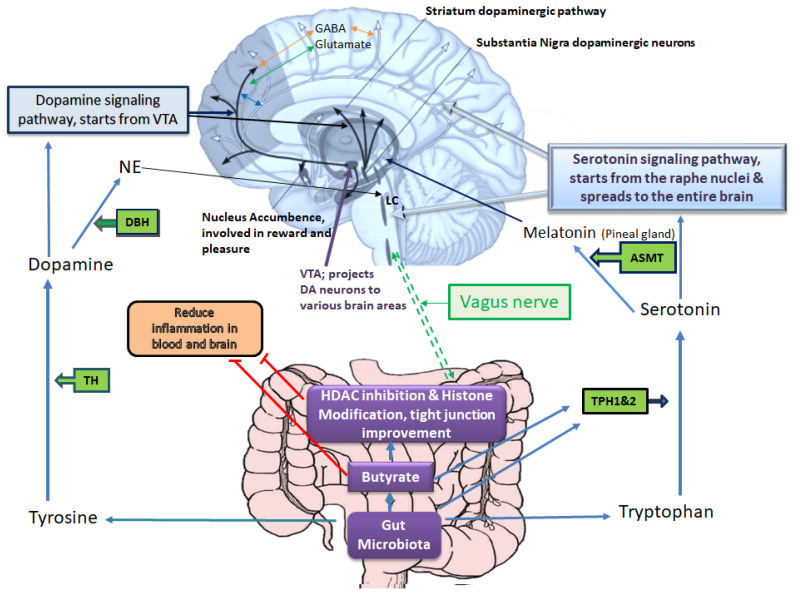 Striatum dopaminergic pathway
GABA
Glutamate
Substantia Nigra dopaminergic neurons
Dopamine signaling
pathway, starts from VTA
Serotonin signaling pathway,
starts from the raphe nuclei &
spreads to the entire brain
NE
LC
DBH
Nucleus Accumbence,
involved in reward and
pleasure
Melatonin (Pineal gland)
ASMT
Dopamine
VTA; projects
DA neurons to
various brain areas
Vagus nerve
Serotonin
Reduce
inflammation in
blood and brain
TH
HDAC inhibition & Histone
Modification, tight junction
improvement
TPH1&2
Butyrate
Tyrosine
Gut
Microbiota
Tryptophan